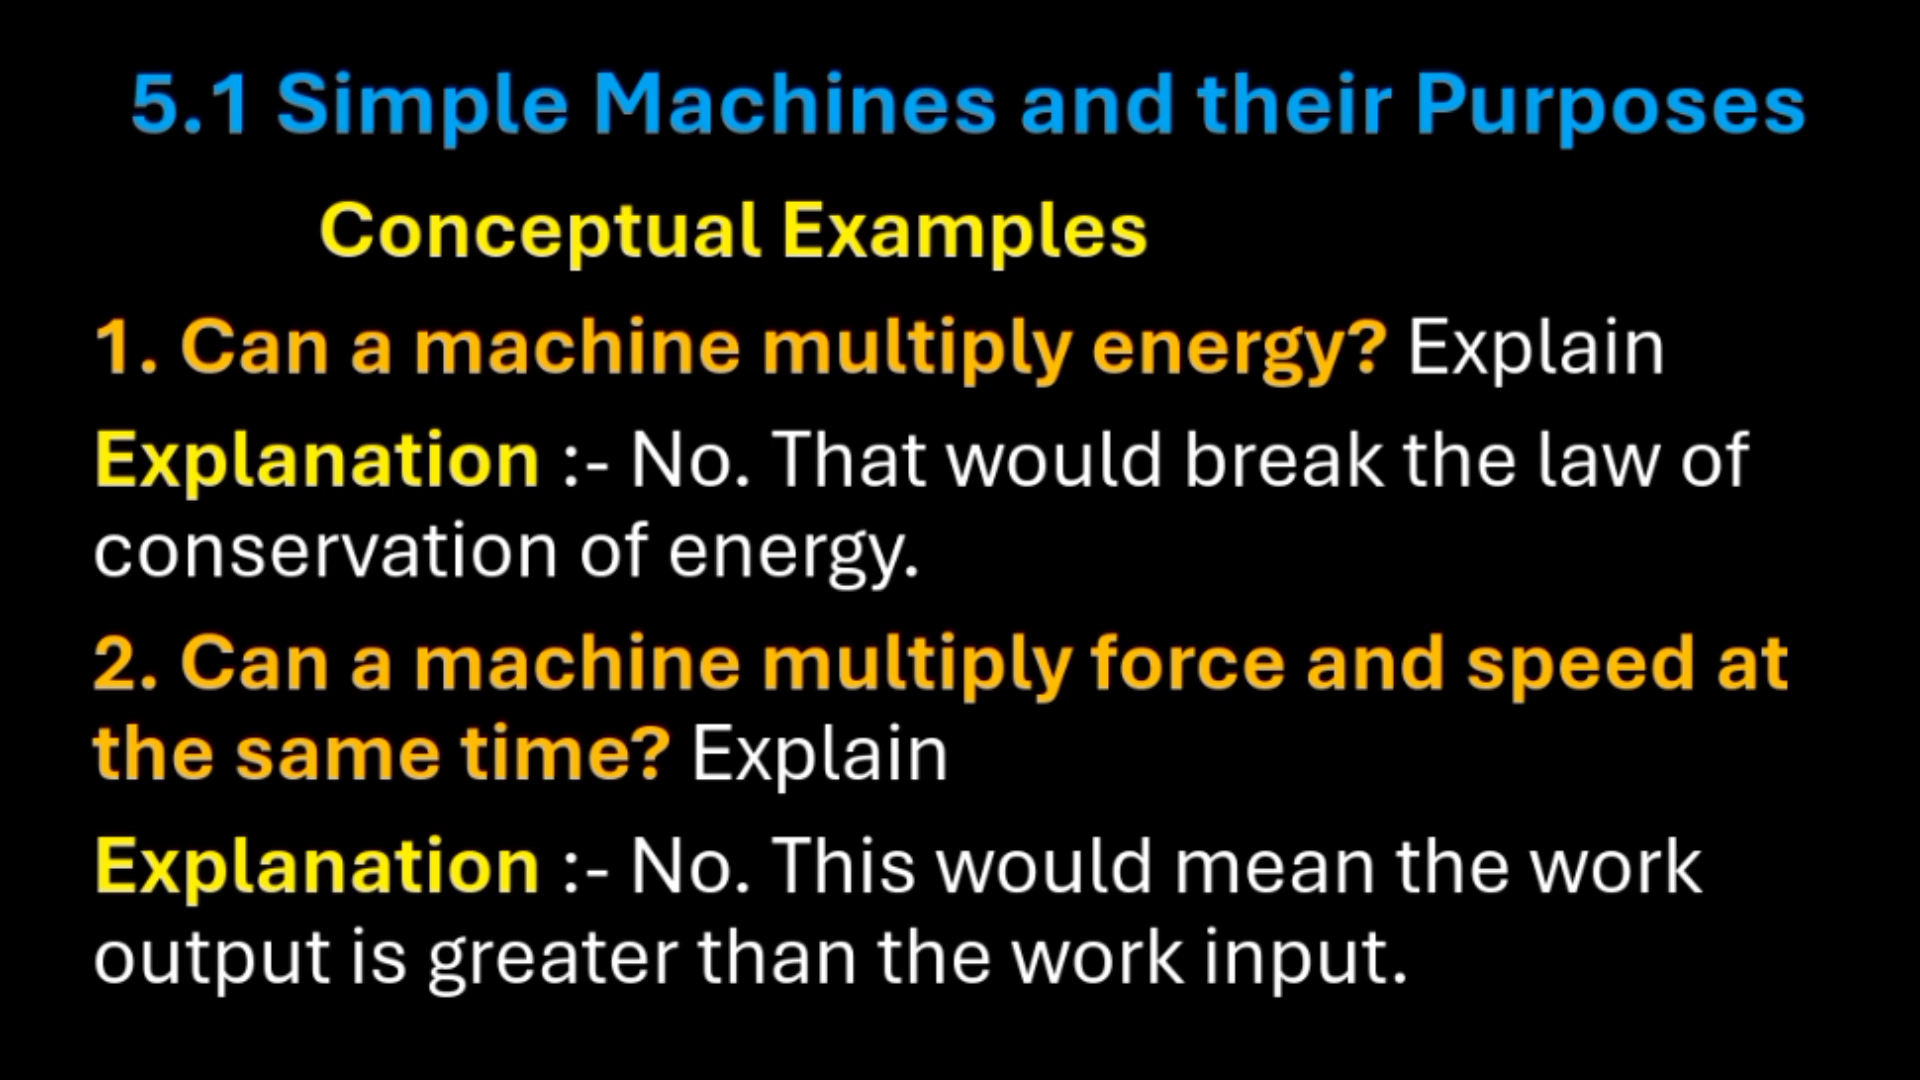 5.1 Simple Machines and their Purposes
Conceptual Examples
1. Can a machine multiply energy? Explain
Explanation :- No. That would break the law of
conservation of energy.
2. Can a machine multiply force and speed at
the same time? Explain
Explanation :- No. This would mean the work
output is greater than the work input.